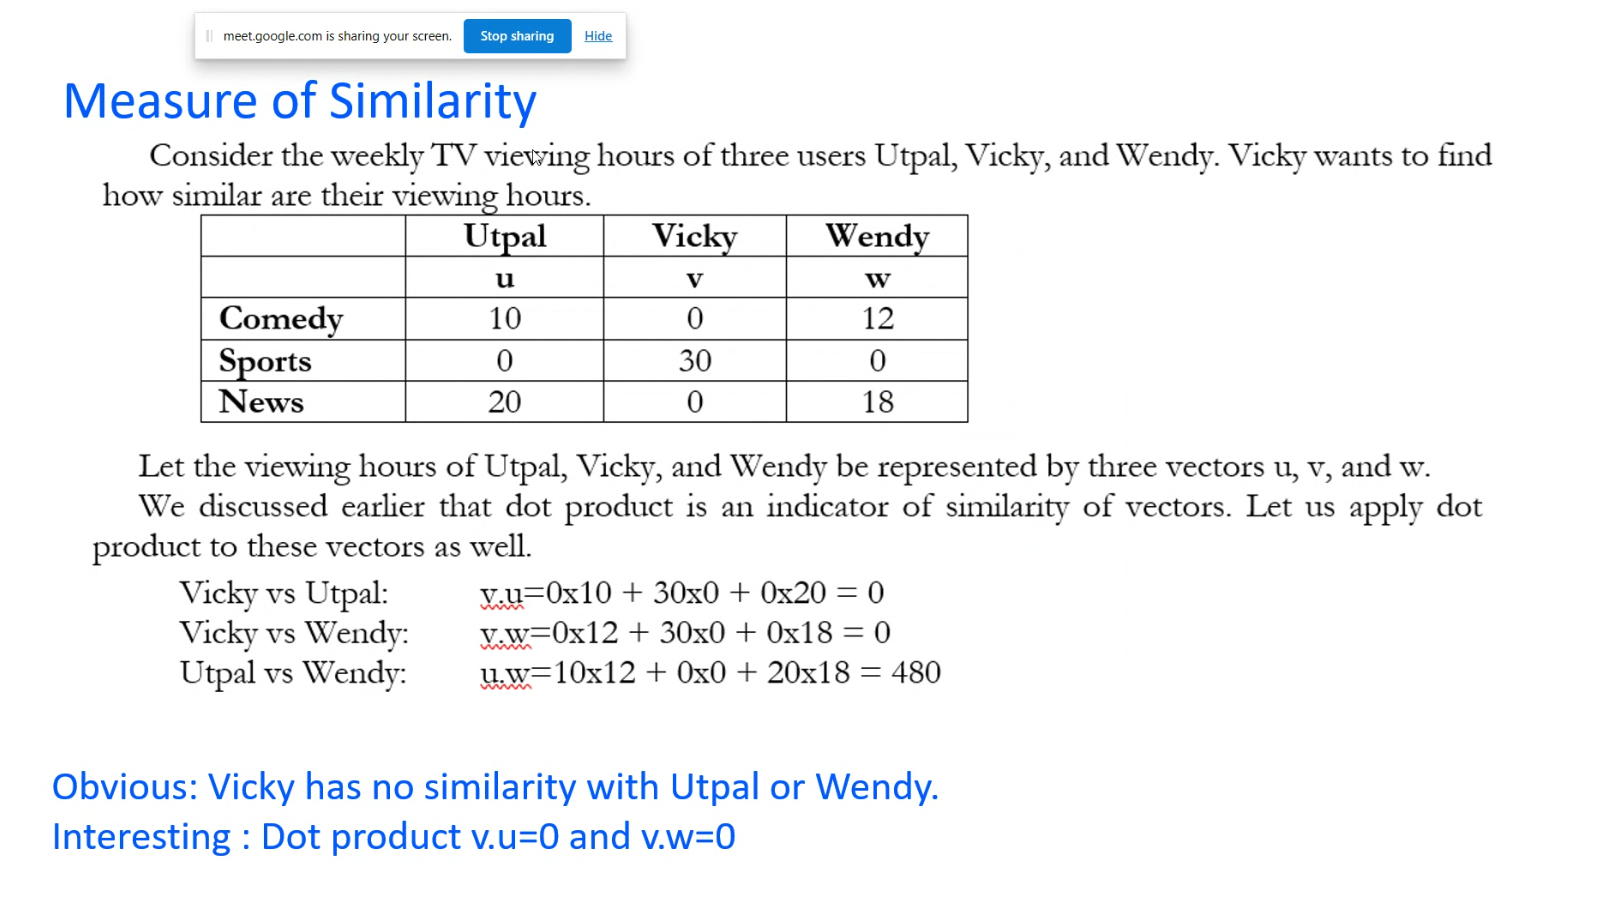 meet.google.com is sharing your screen. Stop sharing Hide
Measure of Similarity
Consider the weekly TV viewing hours of three users Utpal, Vicky, and Wendy. Vicky wants to find
how similar are their viewing hours.
Utpal Vicky Wendy
u v w
Comedy 10 0 12
Sports 0 30 0
News 20 0 18
Let the viewing hours of Utpal, Vicky, and Wendy be represented by three vectors u, v, and w.
We discussed earlier that dot product is an indicator of similarity of vectors. Let us apply dot
product to these vectors as well.
Vicky vs Utpal: v.u=0x10 + 30x0 + 0x20 = 0
Vicky vs Wendy: v.w=0x12 + 30x0 + 0x18 = 0
Utpal vs Wendy: u.w=10x12 + 0x0 + 20x18 = 480
Obvious: Vicky has no similarity with Utpal or Wendy.
Interesting : Dot product v.u=0 and v.w=0